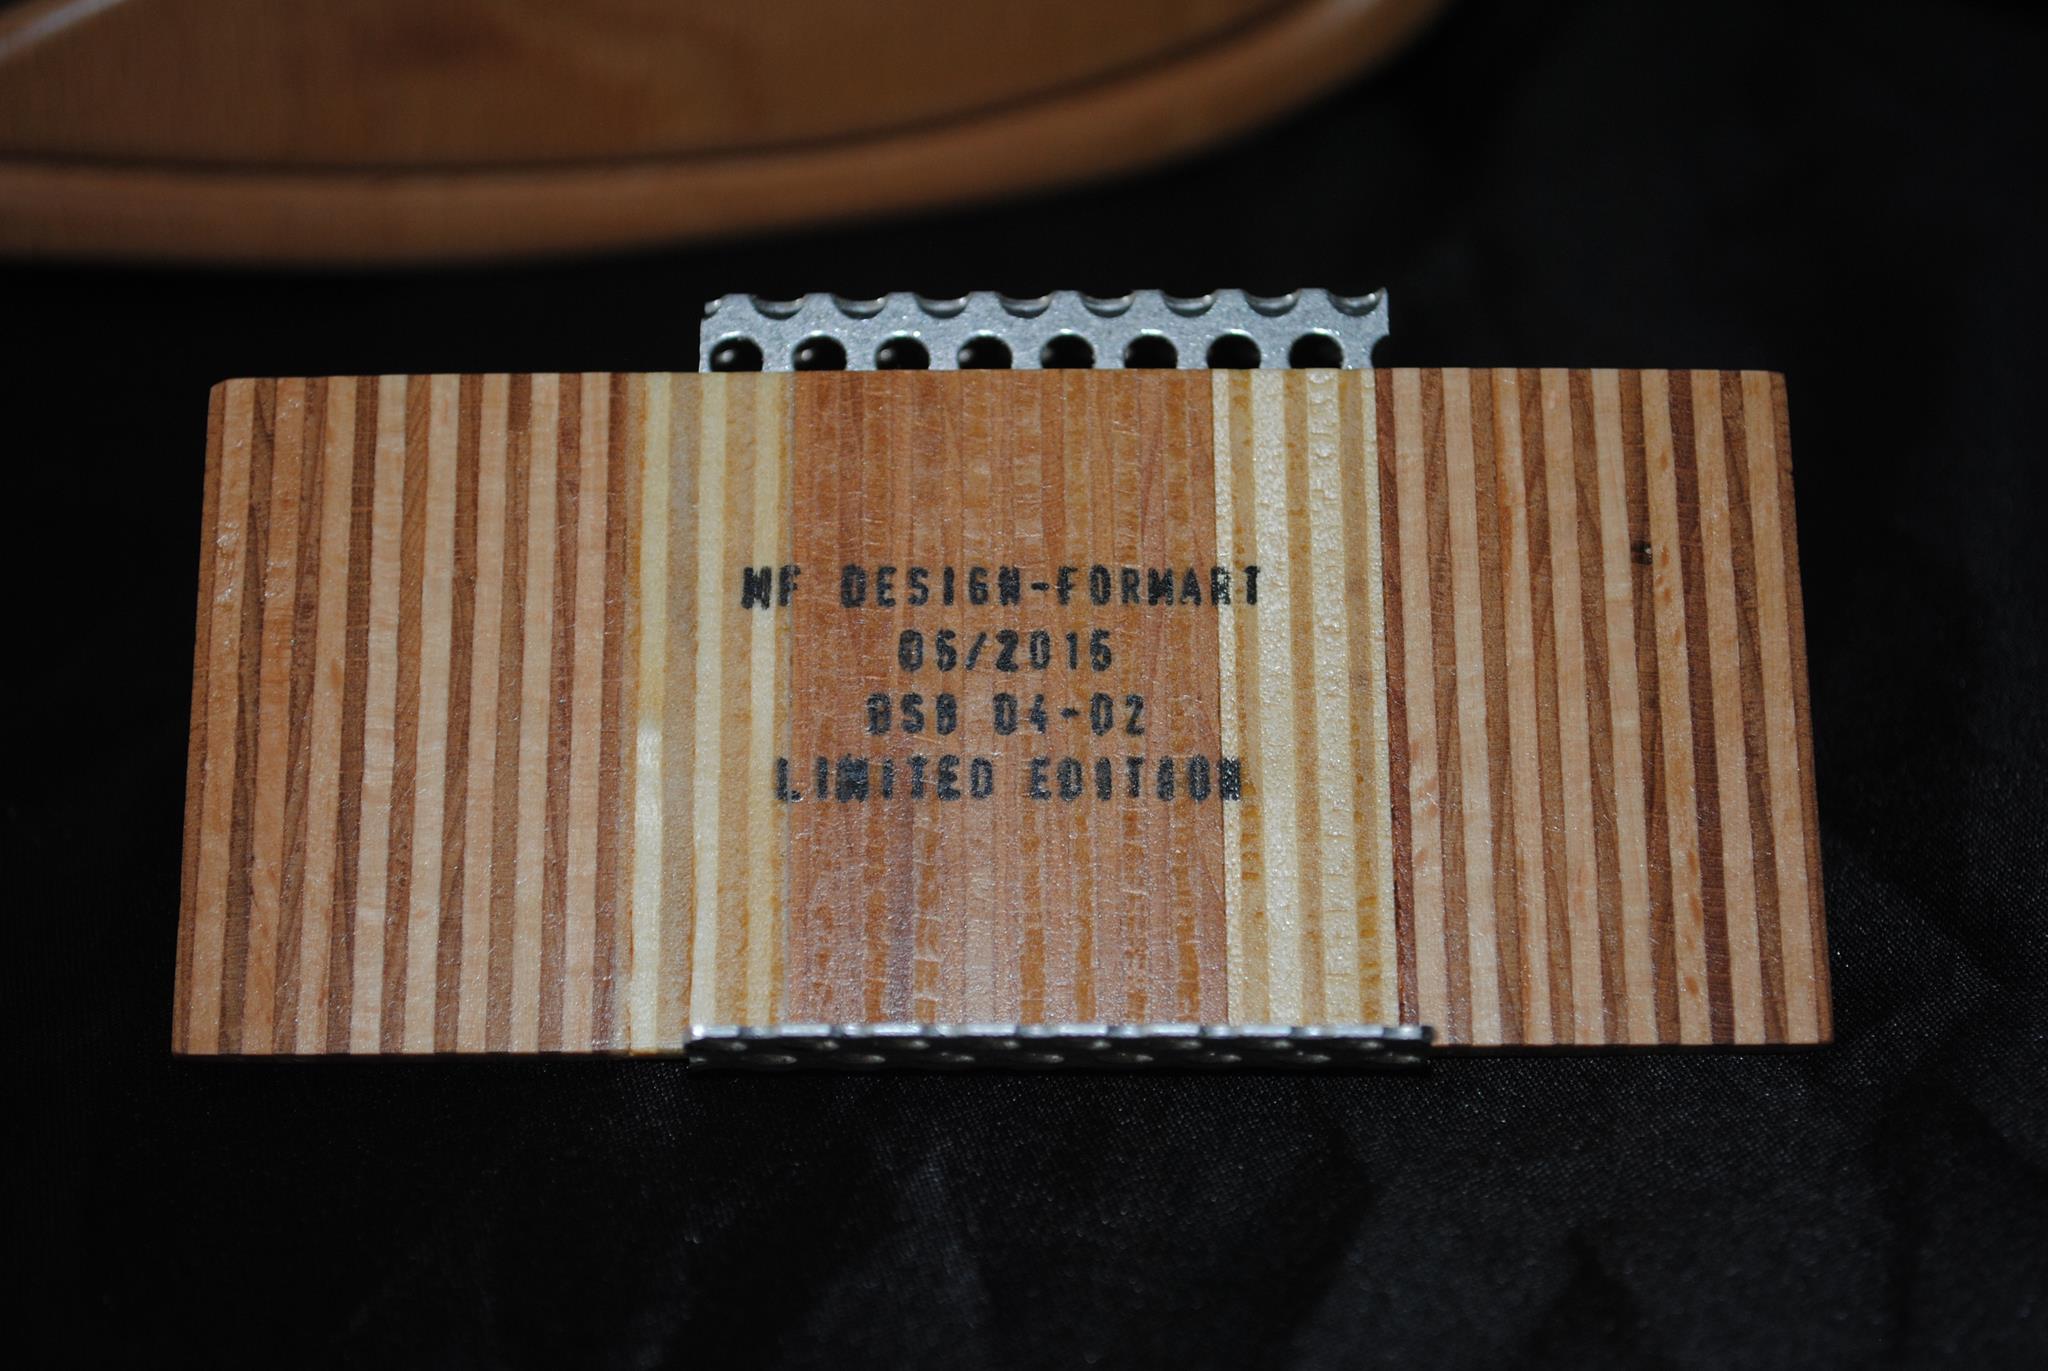 MF DESIGN-FORMART
05/2015
BSB 04-02
LIMITED EDITION